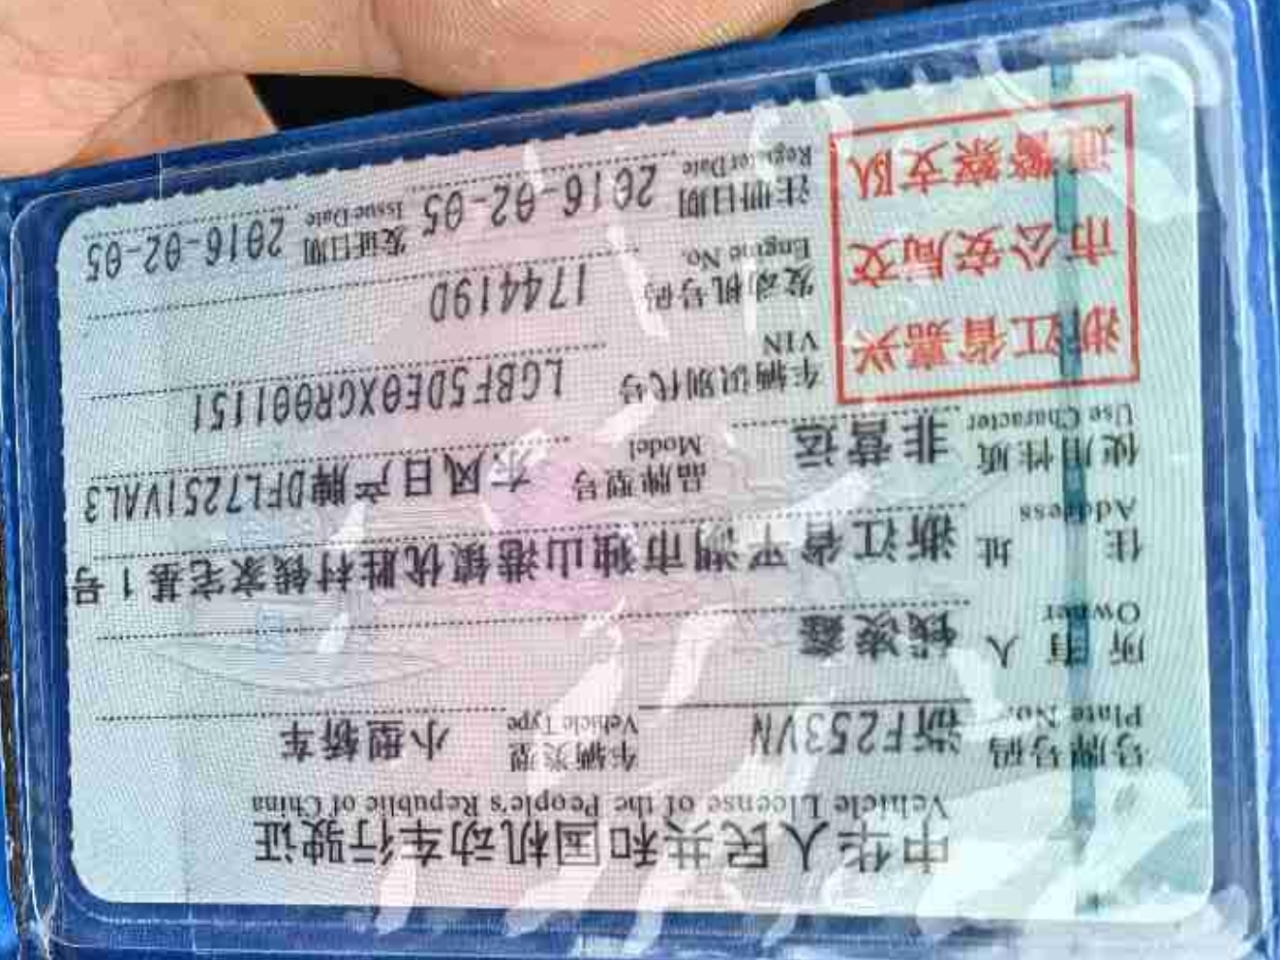 中华人民共和国机动车行驶证
Vehicle License of the People's Republic of China
号牌号码 浙F253VN 车辆类型 小型轿车
Plate No. Vehicle Type
所有人 钱凌鑫
Owner
住址 浙江省平湖市独山港镇优胜村钱家宅基1号
Address
使用性质 非营运 品牌型号 东风日产牌DFL7251VAL3
Use Character Model
浙江省嘉兴
市公安局交
通警察支队
车辆识别代号 LGBF5DE0XGR001151
VIN
发动机号码 174419D
Engine No.
注册日期 2016-02-05 发证日期 2016-02-05
Register Date Issue Date